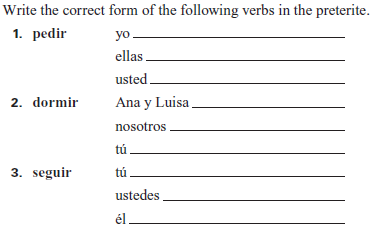 Write the correct form of the following verbs in the preterite.
1. pedir yo
ellas
usted
2. dormir Ana y Luisa
nosotros
tú
3. seguir tú
ustedes
él